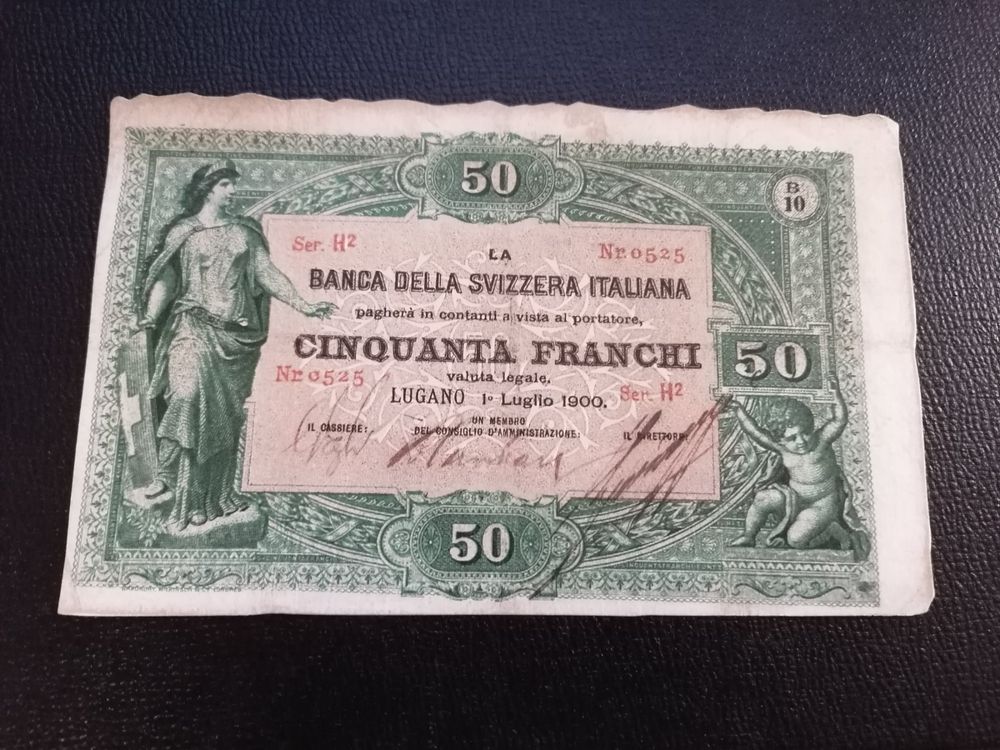 50
B
10
Ser. H2
Nr. 0525
LA
BANCA DELLA SVIZZERA ITALIANA
pagherà in contanti a vista al portatore,
CINQUANTA FRANCHI
50
Nr. 0525
valuta legale.
Ser. H2
LUGANO 1º Luglio 1900.
IL CASSIERE:
UN MEMBRO
DEL CONSIGLIO D'AMMINISTRAZIONE:
IL DIRETTORE:
50